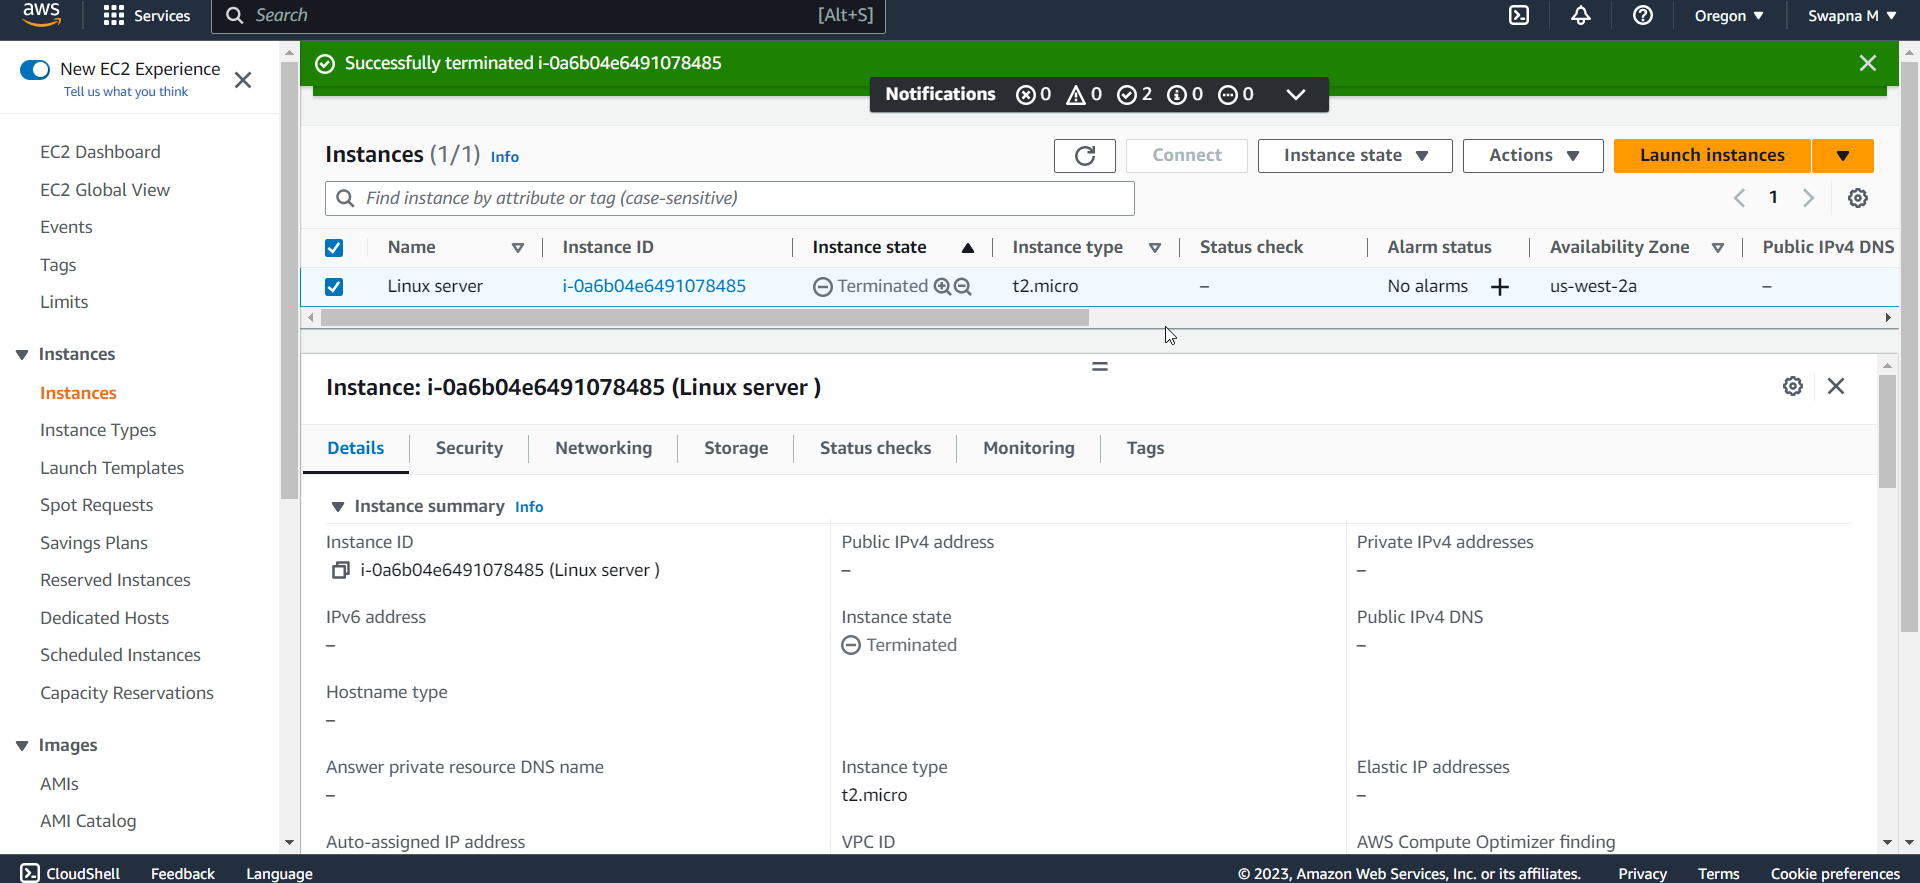 aws Services Search [Alt+S] Oregon Swapna M
New EC2 Experience
Tell us what you think
EC2 Dashboard
EC2 Global View
Events
Tags
Limits
Instances
Instances
Instance Types
Launch Templates
Spot Requests
Savings Plans
Reserved Instances
Dedicated Hosts
Scheduled Instances
Capacity Reservations
Images
AMIs
AMI Catalog
Successfully terminated i-0a6b04e6491078485
Notifications 0 0 2 0 0
Instances (1/1) Info Connect Instance state Actions Launch instances
Find instance by attribute or tag (case-sensitive) 1
Name Instance ID Instance state Instance type Status check Alarm status Availability Zone Public IPv4 DNS
Linux server i-0a6b04e6491078485 Terminated t2.micro – No alarms + us-west-2a –
Instance: i-0a6b04e6491078485 (Linux server )
Details Security Networking Storage Status checks Monitoring Tags
Instance summary Info
Instance ID Public IPv4 address Private IPv4 addresses
i-0a6b04e6491078485 (Linux server ) – –
IPv6 address Instance state Public IPv4 DNS
– Terminated –
Hostname type
–
Answer private resource DNS name Instance type Elastic IP addresses
– t2.micro –
Auto-assigned IP address VPC ID AWS Compute Optimizer finding
CloudShell Feedback Language © 2023, Amazon Web Services, Inc. or its affiliates. Privacy Terms Cookie preferences